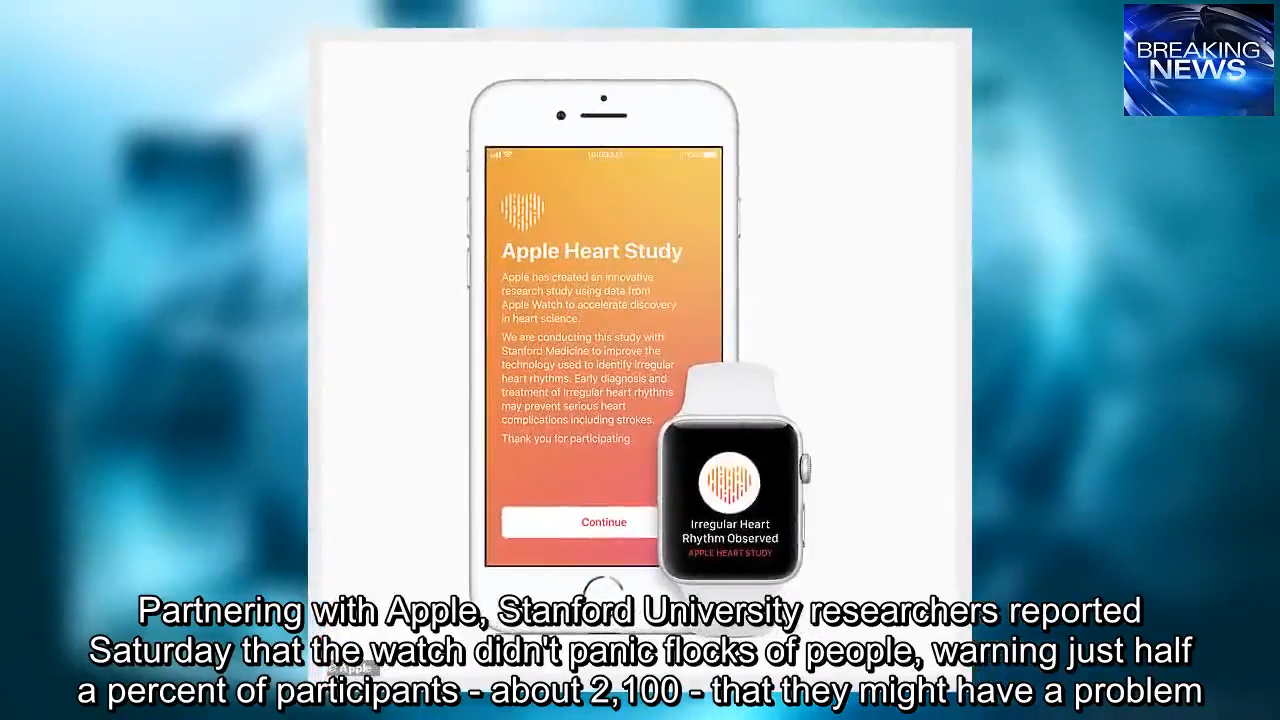 BREAKING
NEWS
Apple Heart Study
Apple has created an innovative
research study using data from
Apple Watch to accelerate discovery
in heart science.
We are conducting this study with
Stanford Medicine to improve the
technology used to identify irregular
heart rhythms. Early diagnosis and
treatment of irregular heart rhythms
may prevent serious heart
complications including strokes.
Thank you for participating.
Continue
Irregular Heart
Rhythm Observed
APPLE HEART STUDY
Partnering with Apple, Stanford University researchers reported
Saturday that the watch didn't panic flocks of people, warning just half
a percent of participants - about 2,100 - that they might have a problem
Apple